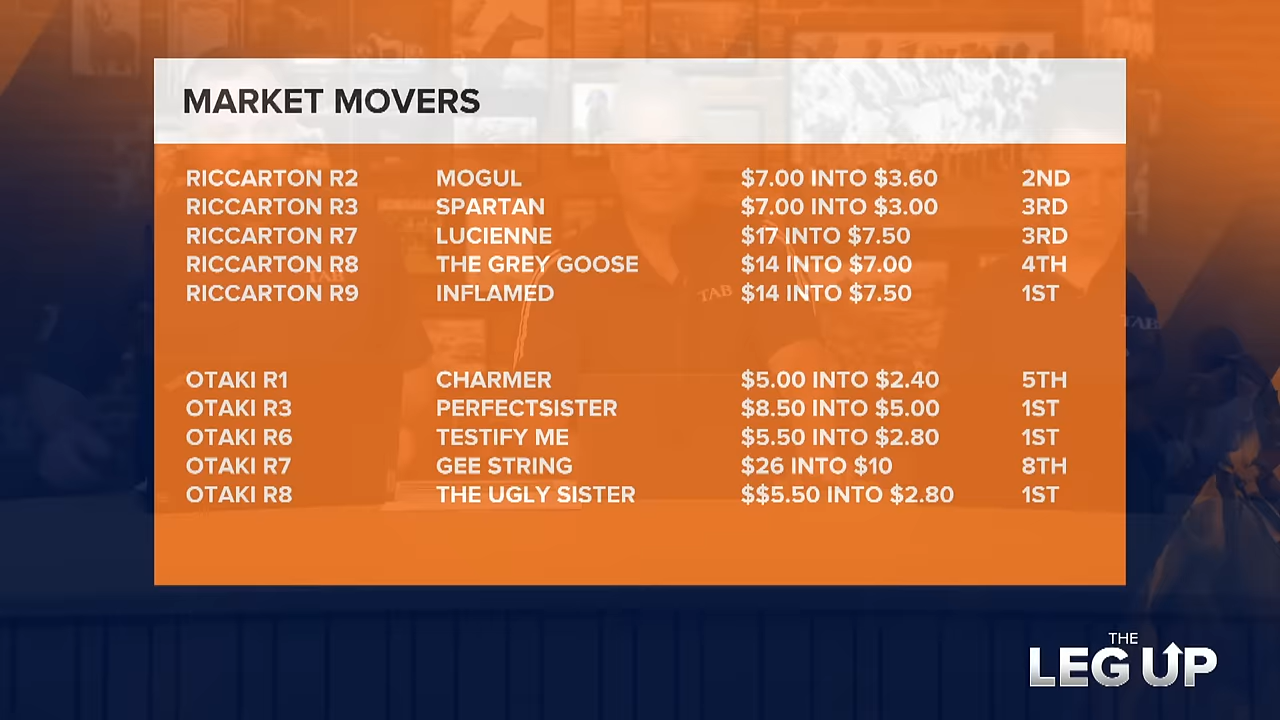 MARKET MOVERS
RICCARTON R2 MOGUL $7.00 INTO $3.60 2ND
RICCARTON R3 SPARTAN $7.00 INTO $3.00 3RD
RICCARTON R7 LUCIENNE $17 INTO $7.50 3RD
RICCARTON R8 THE GREY GOOSE $14 INTO $7.00 4TH
RICCARTON R9 INFLAMED $14 INTO $7.50 1ST
TAB
TAB
OTAKI R1 CHARMER $5.00 INTO $2.40 5TH
OTAKI R3 PERFECTSISTER $8.50 INTO $5.00 1ST
OTAKI R6 TESTIFY ME $5.50 INTO $2.80 1ST
OTAKI R7 GEE STRING $26 INTO $10 8TH
OTAKI R8 THE UGLY SISTER $$5.50 INTO $2.80 1ST
THE
LEG UP